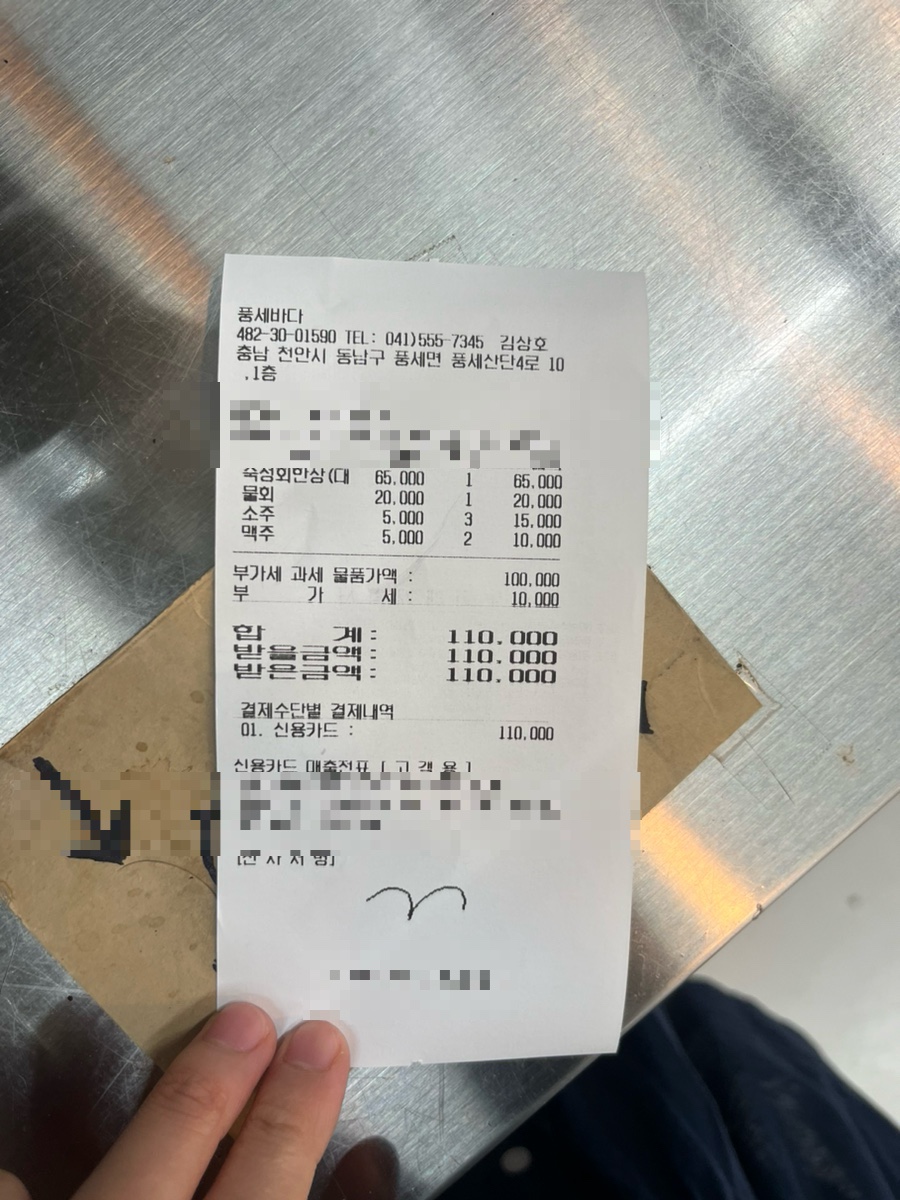 풍세바다
482-30-01590 TEL: 041)555-7345 김상호
충남 천안시 동남구 풍세면 풍세산단4로 10
,1층
숙성회한상(대 65,000 1 65,000
물회 20,000 1 20,000
소주 5,000 3 15,000
맥주 5,000 2 10,000
부가세 과세 물품가액 : 100,000
부 가 세 : 10,000
합 계 : 110,000
받을금액 : 110,000
받은금액 : 110,000
결제수단별 결제내역
01. 신용카드 : 110,000
신용카드 매출전표 [ 고 객 용 ]